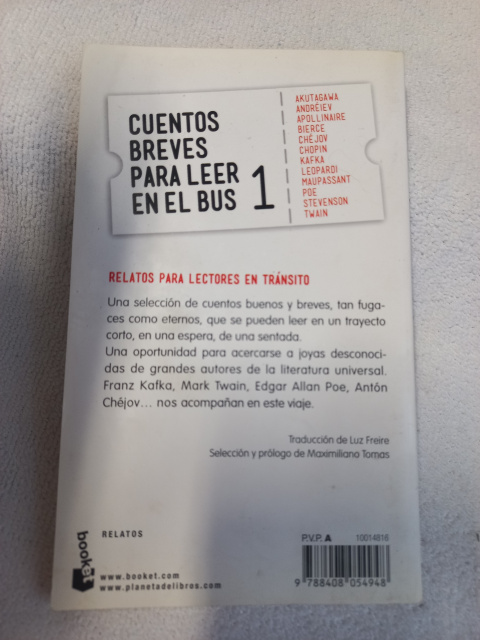 CUENTOS
BREVES
PARA LEER
EN EL BUS 1
AKUTAGAWA
ANDRÉIEV
APOLLINAIRE
BIERCE
CHÉJOV
CHOPIN
KAFKA
LEOPARDI
MAUPASSANT
POE
STEVENSON
TWAIN
RELATOS PARA LECTORES EN TRÁNSITO
Una selección de cuentos buenos y breves, tan fuga-
ces como eternos, que se pueden leer en un trayecto
corto, en una espera, de una sentada.
Una oportunidad para acercarse a joyas desconoci-
das de grandes autores de la literatura universal.
Franz Kafka, Mark Twain, Edgar Allan Poe, Antón
Chéjov... nos acompañan en este viaje.
Traducción de Luz Freire
Selección y prólogo de Maximiliano Tomas
RELATOS
booket
www.booket.com
www.planetadelibros.com
P.V.P. A 10014816
9 788408 054948